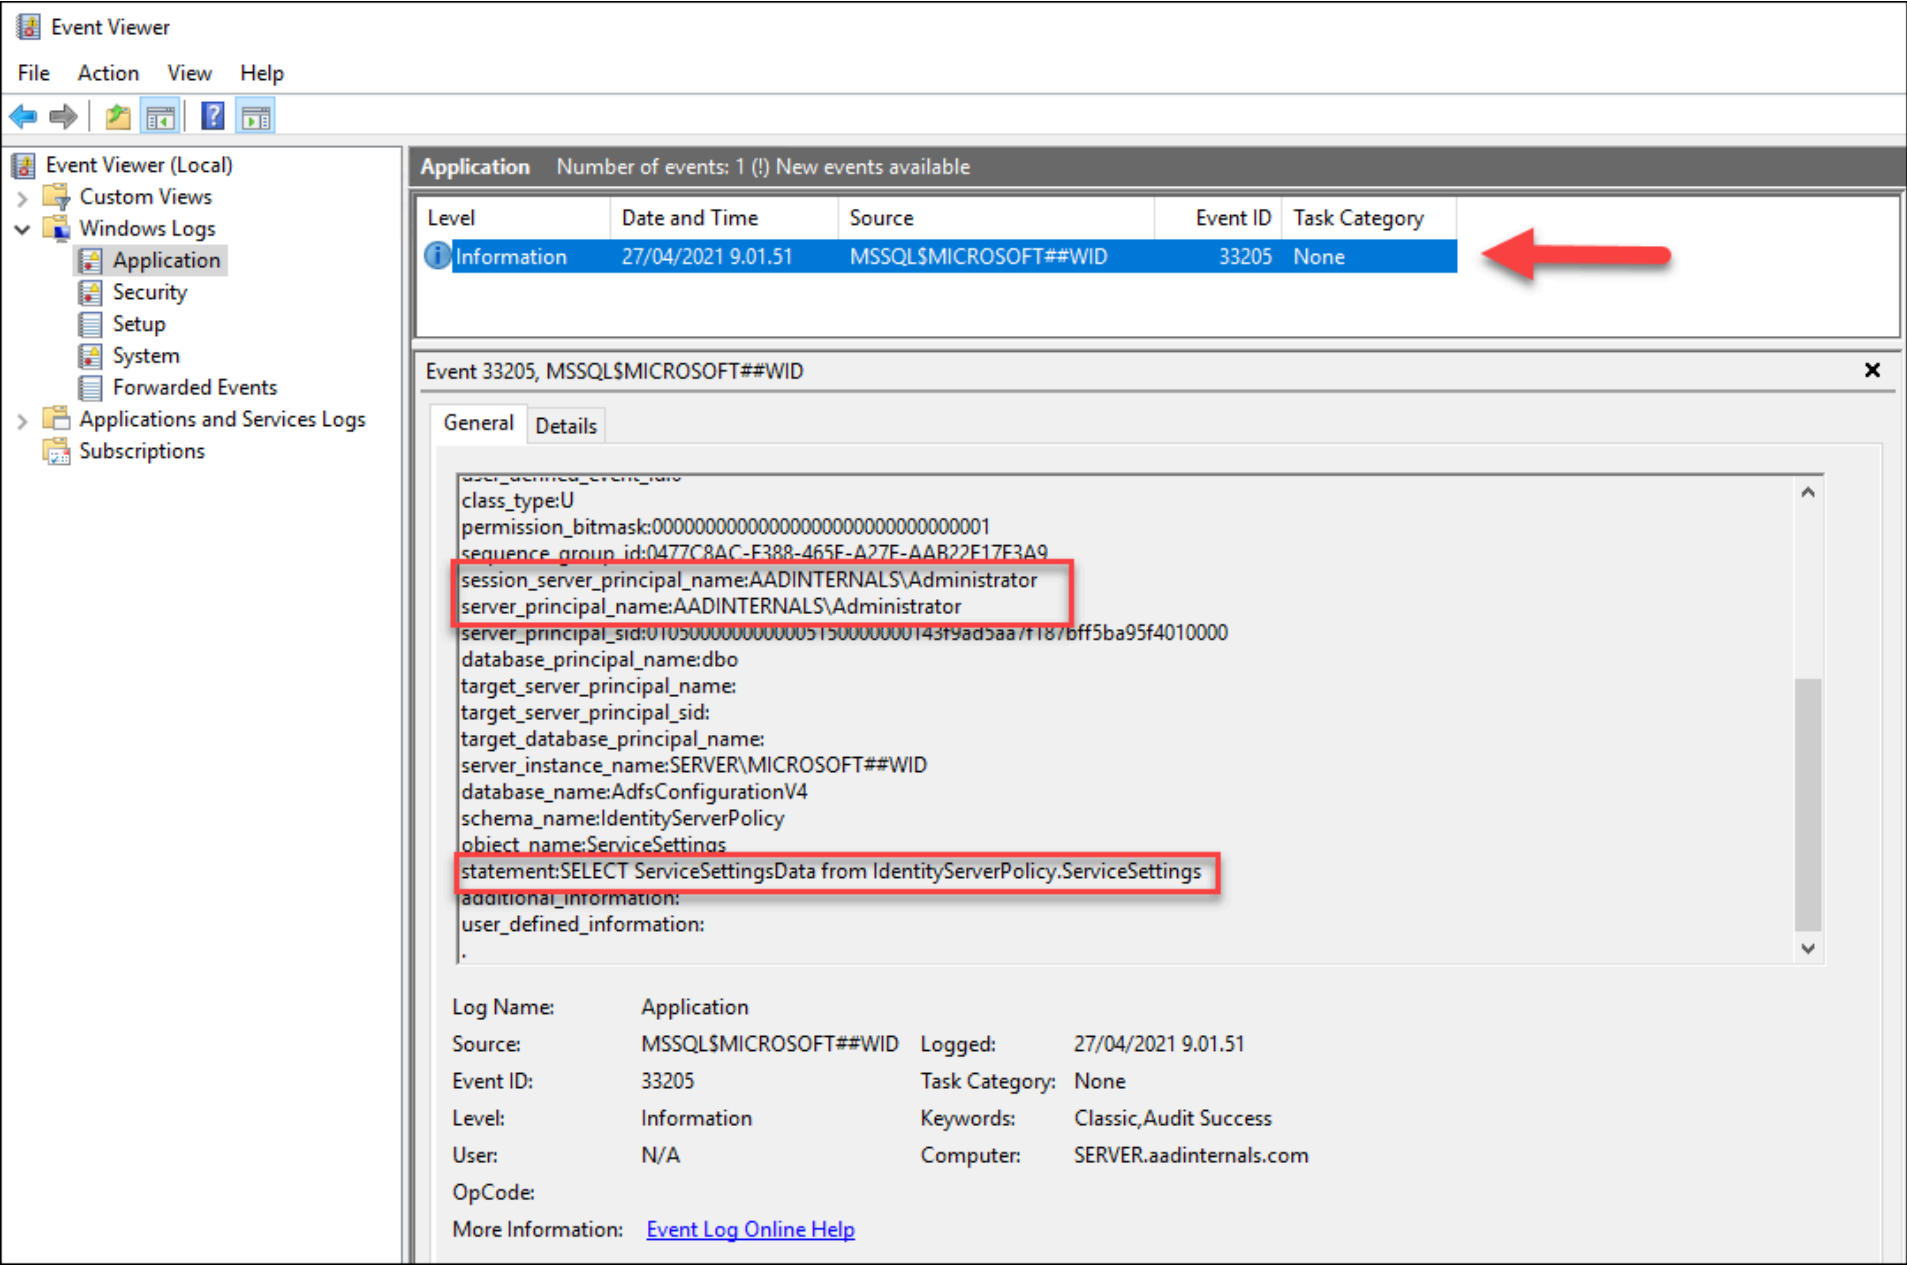 Event Viewer
File Action View Help
Event Viewer (Local)
Custom Views
Windows Logs
Application
Security
Setup
System
Forwarded Events
Applications and Services Logs
Subscriptions
Application Number of events: 1 (!) New events available
Level Date and Time Source Event ID Task Category
Information 27/04/2021 9.01.51 MSSQL$MICROSOFT##WID 33205 None
Event 33205, MSSQL$MICROSOFT##WID
General Details
class_type:U
permission_bitmask:00000000000000000000000000000001
sequence_group_id:0477C8AC-F388-465F-A27F-AAB22F17F3A9
session_server_principal_name:AADINTERNALS\Administrator
server_principal_name:AADINTERNALS\Administrator
database_principal_name:dbo
target_server_principal_name:
target_server_principal_sid:
target_database_principal_name:
server_instance_name:SERVER\MICROSOFT##WID
database_name:AdfsConfigurationV4
schema_name:IdentityServerPolicy
object_name:ServiceSettings
statement:SELECT ServiceSettingsData from IdentityServerPolicy.ServiceSettings
additional_information:
user_defined_information:
.
Log Name: Application
Source: MSSQL$MICROSOFT##WID Logged: 27/04/2021 9.01.51
Event ID: 33205 Task Category: None
Level: Information Keywords: Classic,Audit Success
User: N/A Computer: SERVER.aadinternals.com
OpCode:
More Information: Event Log Online Help